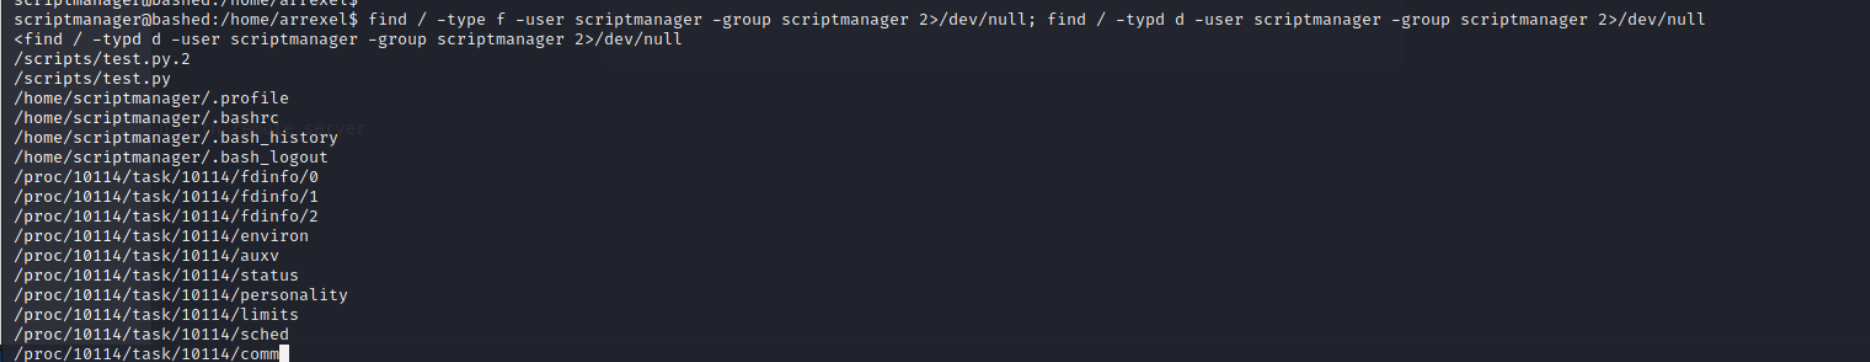 scriptmanager@bashed:/home/arrexel$
scriptmanager@bashed:/home/arrexel$ find / -type f -user scriptmanager -group scriptmanager 2>/dev/null; find / -typd d -user scriptmanager -group scriptmanager 2>/dev/null
<find / -typd d -user scriptmanager -group scriptmanager 2>/dev/null
/scripts/test.py.2
/scripts/test.py
/home/scriptmanager/.profile
/home/scriptmanager/.bashrc
/home/scriptmanager/.bash_history
/home/scriptmanager/.bash_logout
/proc/10114/task/10114/fdinfo/0
/proc/10114/task/10114/fdinfo/1
/proc/10114/task/10114/fdinfo/2
/proc/10114/task/10114/environ
/proc/10114/task/10114/auxv
/proc/10114/task/10114/status
/proc/10114/task/10114/personality
/proc/10114/task/10114/limits
/proc/10114/task/10114/sched
/proc/10114/task/10114/comm